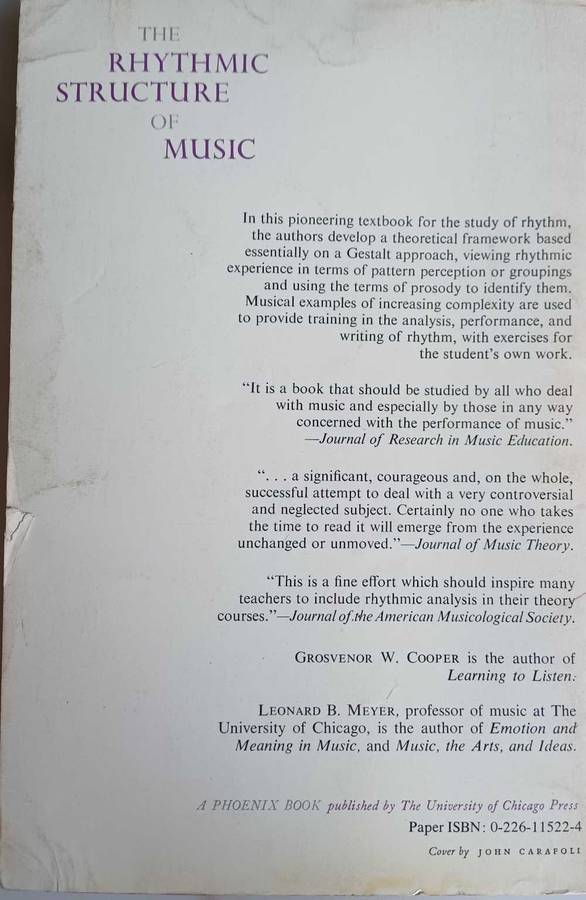 THE
RHYTHMIC
STRUCTURE
OF
MUSIC
In this pioneering textbook for the study of rhythm,
the authors develop a theoretical framework based
essentially on a Gestalt approach, viewing rhythmic
experience in terms of pattern perception or groupings
and using the terms of prosody to identify them.
Musical examples of increasing complexity are used
to provide training in the analysis, performance, and
writing of rhythm, with exercises for
the student's own work.
"It is a book that should be studied by all who deal
with music and especially by those in any way
concerned with the performance of music."
—Journal of Research in Music Education.
". . . a significant, courageous and, on the whole,
successful attempt to deal with a very controversial
and neglected subject. Certainly no one who takes
the time to read it will emerge from the experience
unchanged or unmoved."—Journal of Music Theory.
"This is a fine effort which should inspire many
teachers to include rhythmic analysis in their theory
courses."—Journal of the American Musicological Society.
GROSVENOR W. COOPER is the author of
Learning to Listen.
LEONARD B. MEYER, professor of music at The
University of Chicago, is the author of Emotion and
Meaning in Music, and Music, the Arts, and Ideas.
A PHOENIX BOOK published by The University of Chicago Press
Paper ISBN: 0-226-11522-4
Cover by JOHN CARAFOLI